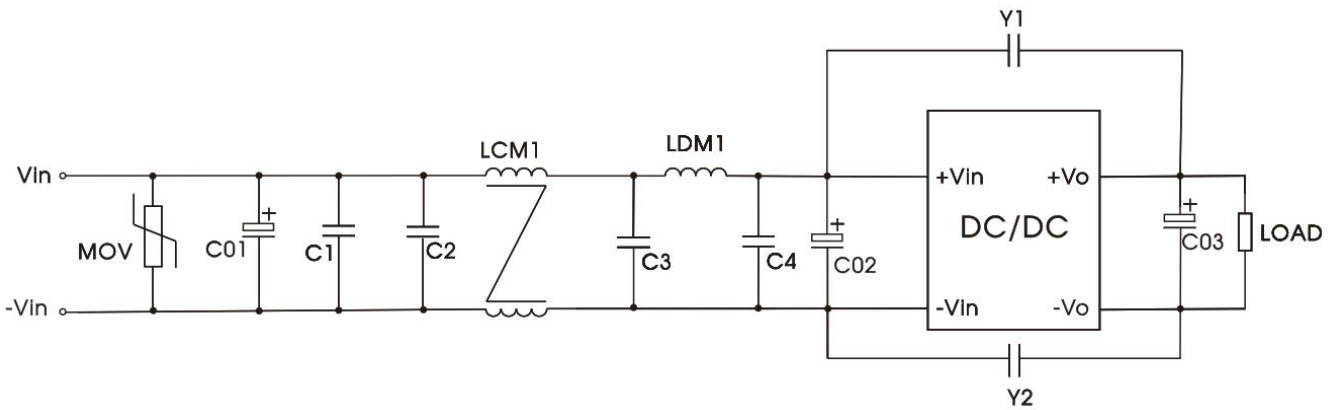 Y1
LCM1
LDM1
Vin
+Vin
+Vo
+
+
+
DC/DC
MOV
C01
C1
C2
C3
C4
C02
C03
LOAD
-Vin
-Vin
-Vo
Y2